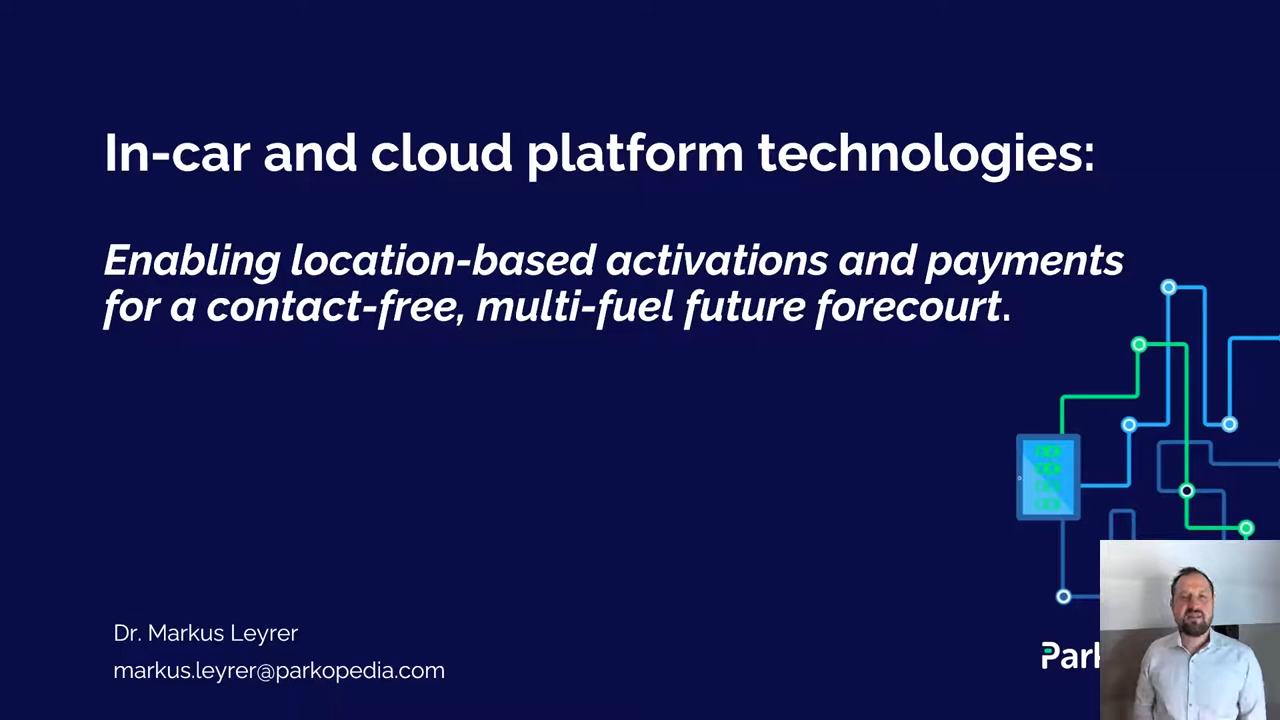 In-car and cloud platform technologies:
Enabling location-based activations and payments
for a contact-free, multi-fuel future forecourt.
Dr. Markus Leyrer
markus.leyrer@parkopedia.com
Park